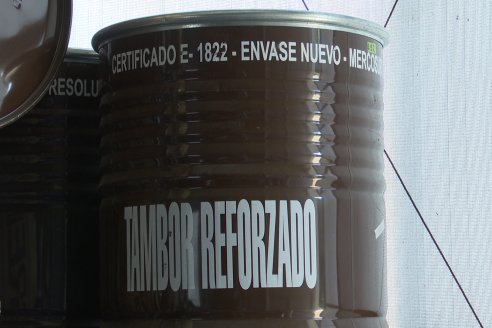 CERTIFICADO E- 1822 - ENVASE NUEVO - MERCOS
RESOLU
TAMBOR REFORZADO